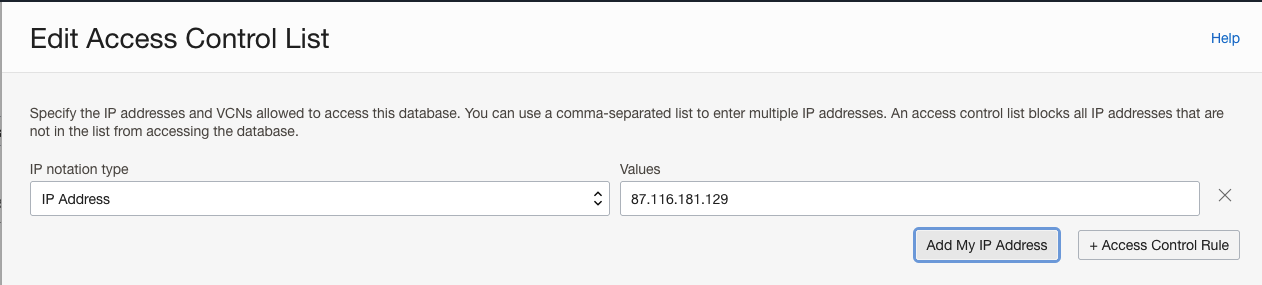 Edit Access Control List
Help
Specify the IP addresses and VCNs allowed to access this database. You can use a comma-separated list to enter multiple IP addresses. An access control list blocks all IP addresses that are
not in the list from accessing the database.
IP notation type
Values
IP Address
87.116.181.129
Add My IP Address
+ Access Control Rule